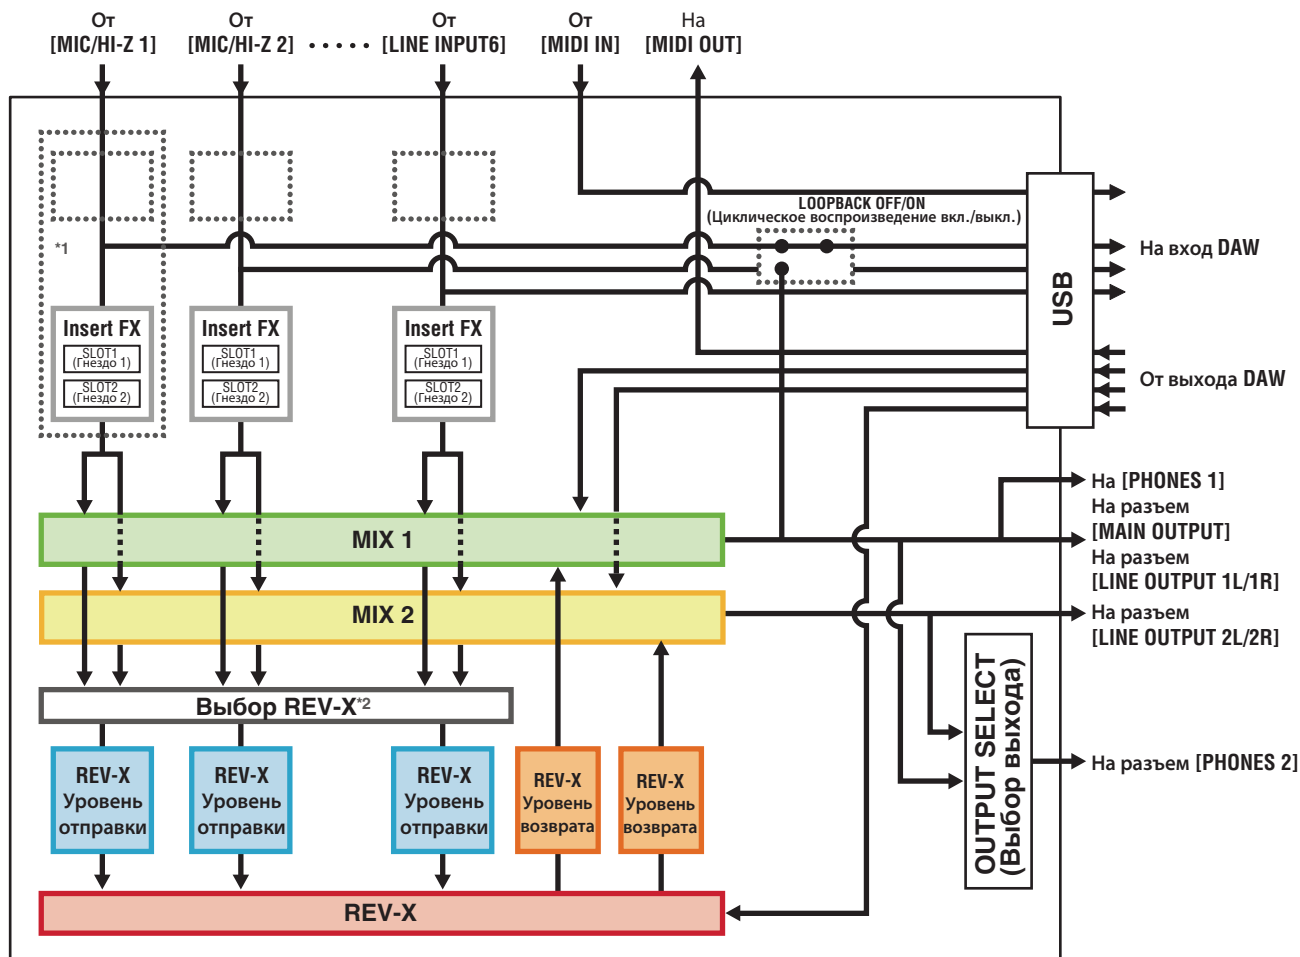 От
[MIC/HI-Z 1]
От
[MIC/HI-Z 2]
От
[LINE INPUT6]
От
[MIDI IN]
На
[MIDI OUT]
LOOPBACK OFF/ON
(Циклическое воспроизведение вкл./выкл.)
*1
USB
На вход DAW
От выхода DAW
Insert FX
SLOT1
(Гнездо 1)
SLOT2
(Гнездо 2)
Insert FX
SLOT1
(Гнездо 1)
SLOT2
(Гнездо 2)
Insert FX
SLOT1
(Гнездо 1)
SLOT2
(Гнездо 2)
На [PHONES 1]
На разъем
[MAIN OUTPUT]
На разъем
[LINE OUTPUT 1L/1R]
На разъем
[LINE OUTPUT 2L/2R]
MIX 1
MIX 2
Выбор REV-X*2
REV-X
Уровень
отправки
REV-X
Уровень
отправки
REV-X
Уровень
отправки
REV-X
Уровень
возврата
REV-X
Уровень
возврата
OUTPUT SELECT
(Выбор выхода)
На разъем [PHONES 2]
REV-X